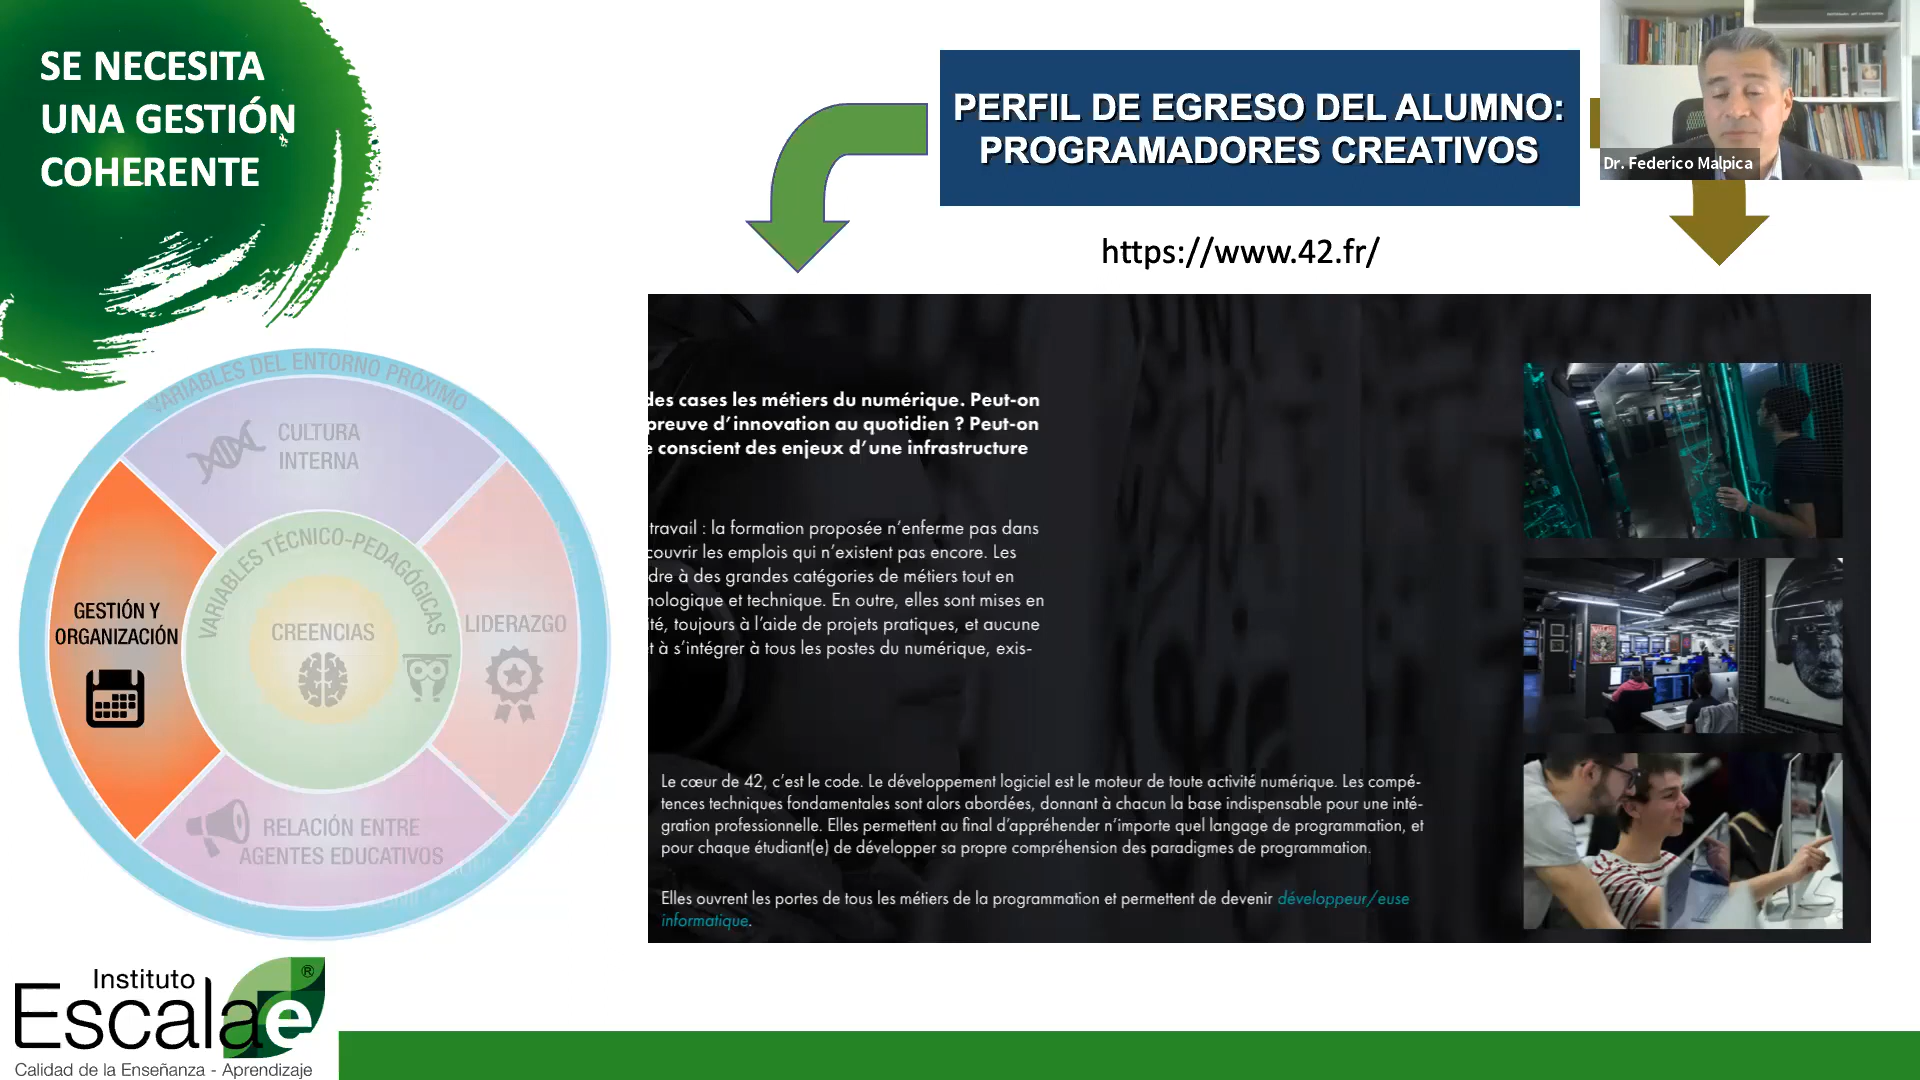 SE NECESITA
UNA GESTIÓN
COHERENTE
PERFIL DE EGRESO DEL ALUMNO:
PROGRAMADORES CREATIVOS
Dr. Federico Malpica
https://www.42.fr/
VARIABLES DEL ENTORNO PRÓXIMO
CULTURA
INTERNA
VARIABLES TÉCNICO-PEDAGÓGICAS
GESTIÓN Y
ORGANIZACIÓN
CREENCIAS
LIDERAZGO
RELACIÓN ENTRE
AGENTES EDUCATIVOS
des cases les métiers du numérique. Peut-on
preuve d'innovation au quotidien ? Peut-on
conscient des enjeux d'une infrastructure
travail : la formation proposée n'enferme pas dans
couvrir les emplois qui n'existent pas encore. Les
dre à des grandes catégories de métiers tout en
nologique et technique. En outre, elles sont mises en
ité, toujours à l'aide de projets pratiques, et aucune
t à s'intégrer à tous les postes du numérique, exis-
Le cœur de 42, c'est le code. Le développement logiciel est le moteur de toute activité numérique. Les compé-
tences techniques fondamentales sont alors abordées, donnant à chacun la base indispensable pour une inté-
gration professionnelle. Elles permettent au final d'appréhender n'importe quel langage de programmation, et
pour chaque étudiant(e) de développer sa propre compréhension des paradigmes de programmation.
Elles ouvrent les portes de tous les métiers de la programmation et permettent de devenir développeur/euse
informatique.
Instituto
Escalae
®
Calidad de la Enseñanza - Aprendizaje